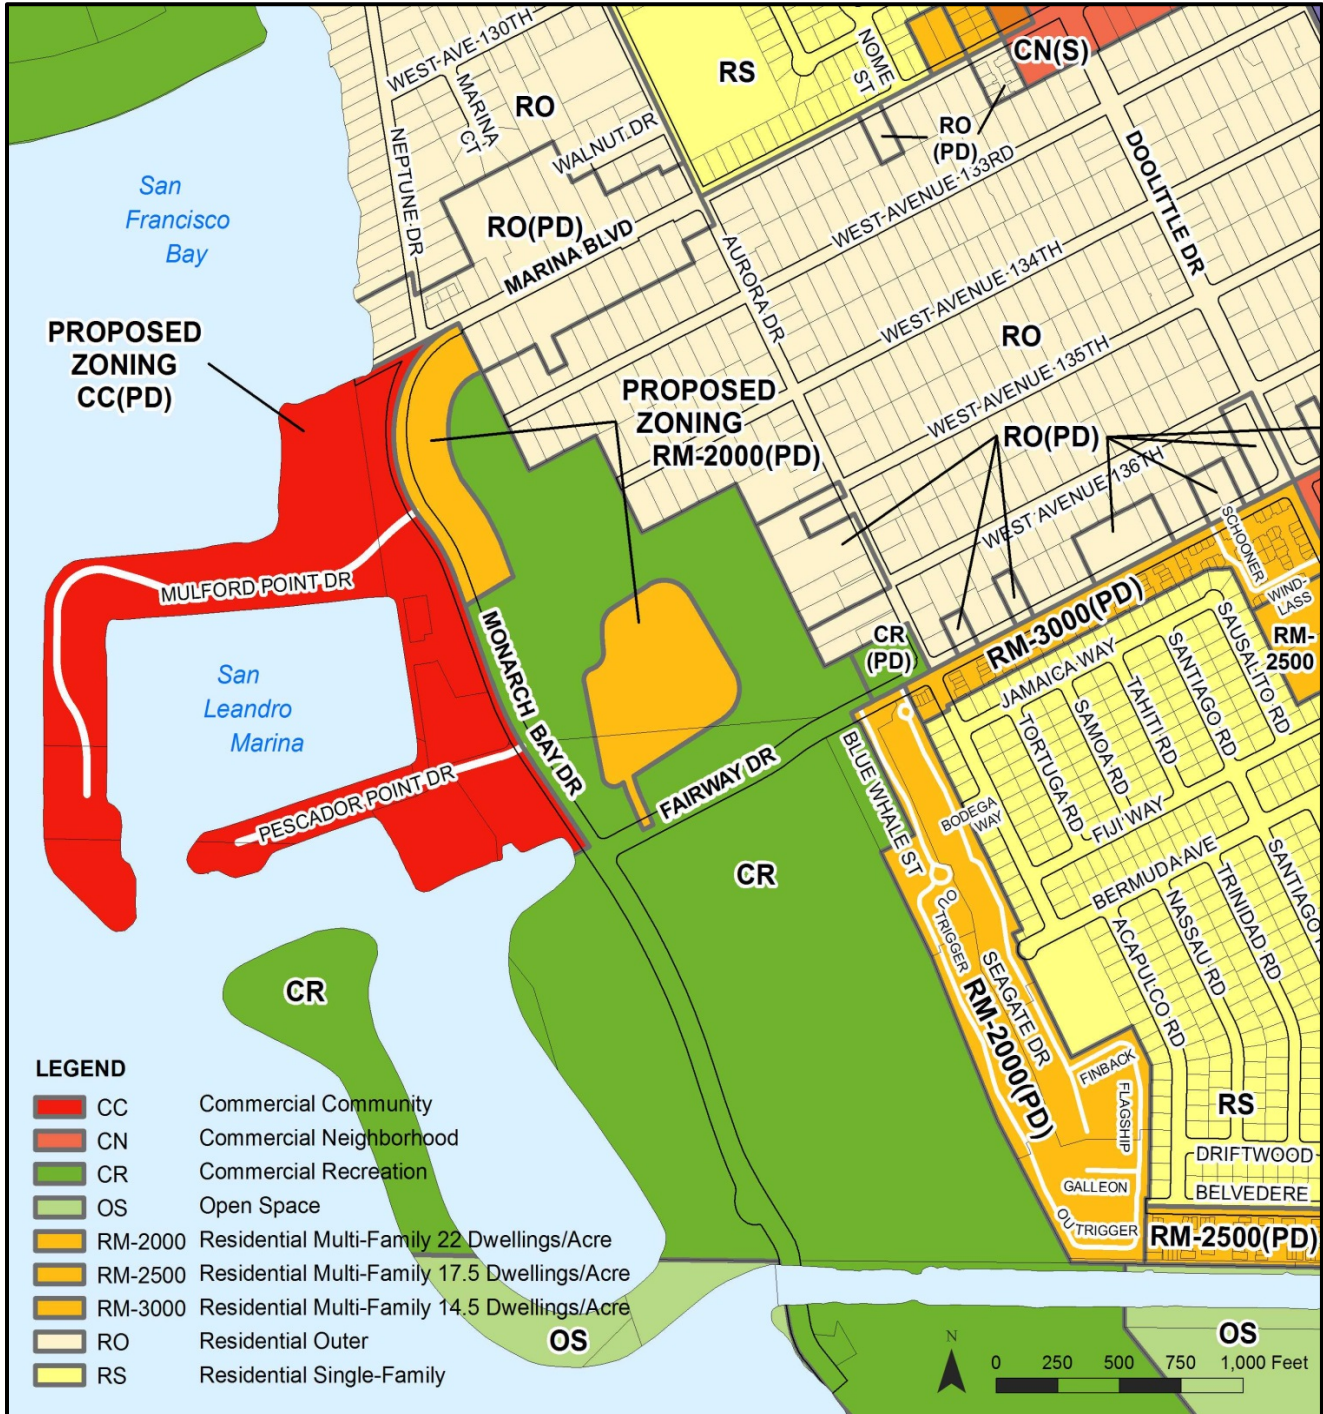 WEST AVE 130TH
MARINA CT
NEPTUNE DR
RO
WALNUT DR
RS
NOME ST
CN(S)
RO
(PD)
San
Francisco
Bay
RO(PD)
MARINA BLVD
AURORA DR
WEST AVENUE 133RD
DOOLITTLE DR
WEST AVENUE 134TH
RO
WEST AVENUE 135TH
PROPOSED
ZONING
CC(PD)
PROPOSED
ZONING
RM-2000(PD)
RO(PD)
WEST AVENUE 136TH
SCHOONER
WIND-
LASS
MULFORD POINT DR
MONARCH BAY DR
CR
(PD)
RM-3000(PD)
RM-
2500
JAMAICA WAY
SAUSALITO RD
SANTIAGO RD
TAHITI RD
SAMOA RD
TORTUGA RD
San
Leandro
Marina
PESCADOR POINT DR
FAIRWAY DR
BLUE WHALE ST
BODEGA
WAY
FIJI WAY
BERMUDA AVE
CR
OUTRIGGER
SEAGATE DR
RM-2000(PD)
ACAPULCO RD
NASSAU RD
TRINIDAD RD
SANTIAGO
CR
FINBACK
FLAGSHIP
RS
DRIFTWOOD
GALLEON
BELVEDERE
OUTRIGGER
RM-2500(PD)
OS
OS
LEGEND
CC Commercial Community
CN Commercial Neighborhood
CR Commercial Recreation
OS Open Space
RM-2000 Residential Multi-Family 22 Dwellings/Acre
RM-2500 Residential Multi-Family 17.5 Dwellings/Acre
RM-3000 Residential Multi-Family 14.5 Dwellings/Acre
RO Residential Outer
RS Residential Single-Family
N
0 250 500 750 1,000 Feet